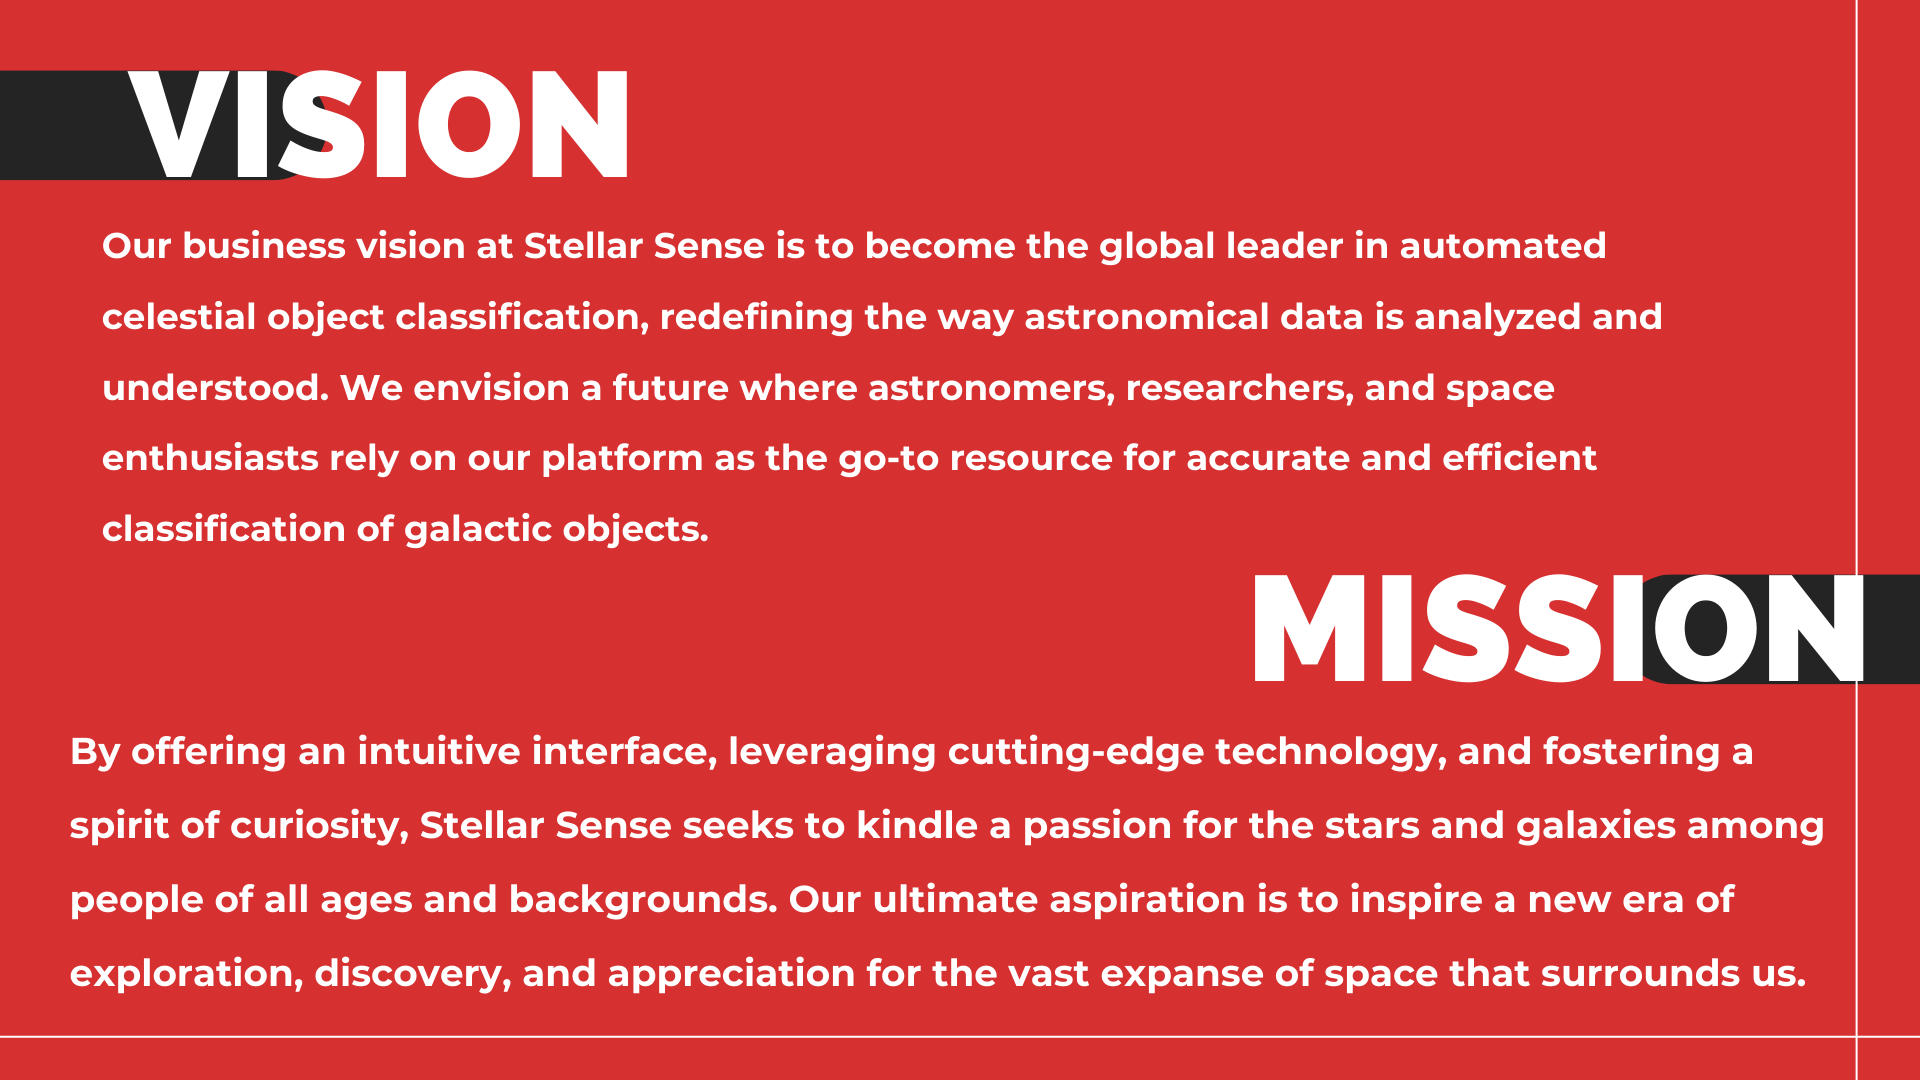 VISION
Our business vision at Stellar Sense is to become the global leader in automated
celestial object classification, redefining the way astronomical data is analyzed and
understood. We envision a future where astronomers, researchers, and space
enthusiasts rely on our platform as the go-to resource for accurate and efficient
classification of galactic objects.
MISSION
By offering an intuitive interface, leveraging cutting-edge technology, and fostering a
spirit of curiosity, Stellar Sense seeks to kindle a passion for the stars and galaxies among
people of all ages and backgrounds. Our ultimate aspiration is to inspire a new era of
exploration, discovery, and appreciation for the vast expanse of space that surrounds us.